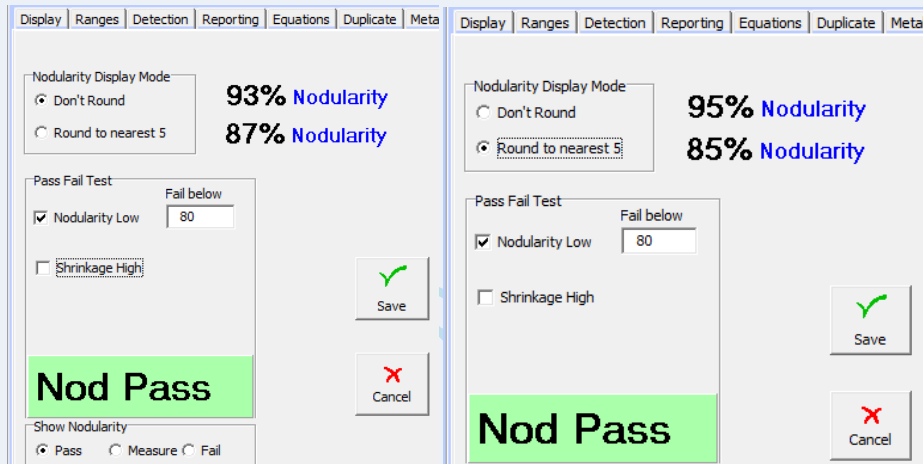 Display Ranges Detection Reporting Equations Duplicate Meta
Nodularity Display Mode
Don't Round
Round to nearest 5
93% Nodularity
87% Nodularity
Pass Fail Test
Fail below
Nodularity Low 80
Shrinkage High
Save
Nod Pass
Cancel
Show Nodularity
Pass Measure Fail
Display Ranges Detection Reporting Equations Duplicate Meta
Nodularity Display Mode
Don't Round
Round to nearest 5
95% Nodularity
85% Nodularity
Pass Fail Test
Fail below
Nodularity Low 80
Shrinkage High
Save
Nod Pass
Cancel